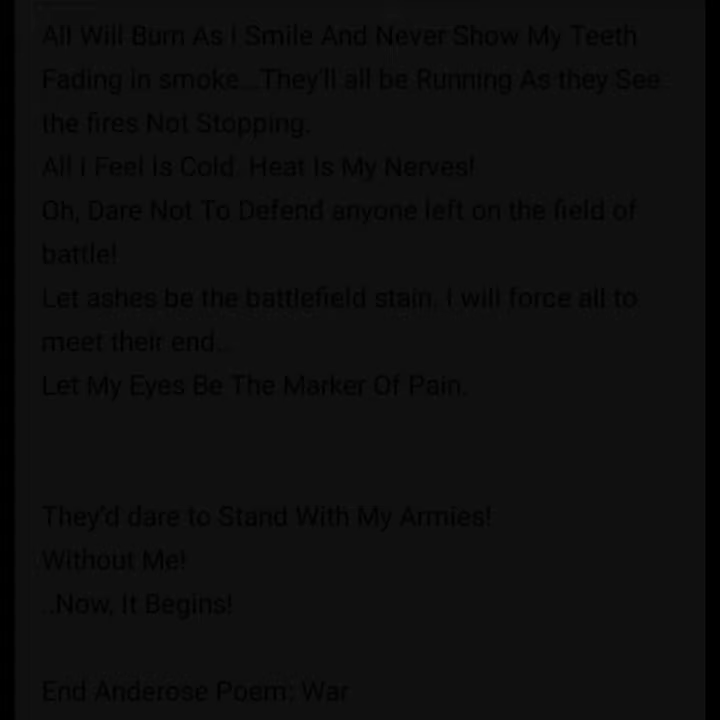 All Will Burn As I Smile And Never Show My Teeth
Fading in smoke...They'll all be Running As they See
the fires Not Stopping.
All I Feel Is Cold, Heat Is My Nerves!
Oh, Dare Not To Defend anyone left on the field of
battle!
Let ashes be the battlefield stain, I will force all to
meet their end...
Let My Eyes Be The Marker Of Pain.
They'd dare to Stand With My Armies!
Without Me!
..Now, It Begins!
End Anderose Poem: War